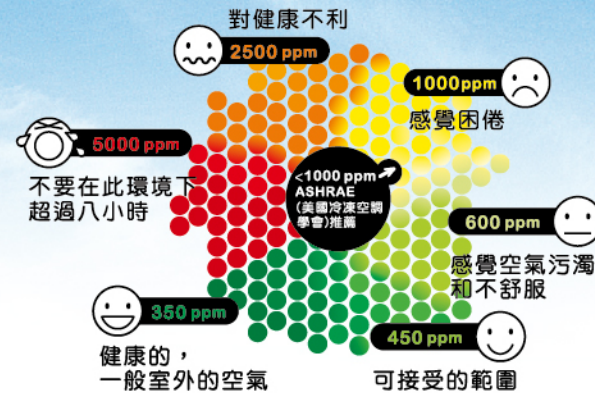 對健康不利
2500 ppm
1000ppm
感覺困倦
5000 ppm
不要在此環境下
超過八小時
<1000 ppm
ASHRAE
(美國冷凍空調
學會)推薦
600 ppm
感覺空氣污濁
和不舒服
350 ppm
健康的，
一般室外的空氣
450 ppm
可接受的範圍